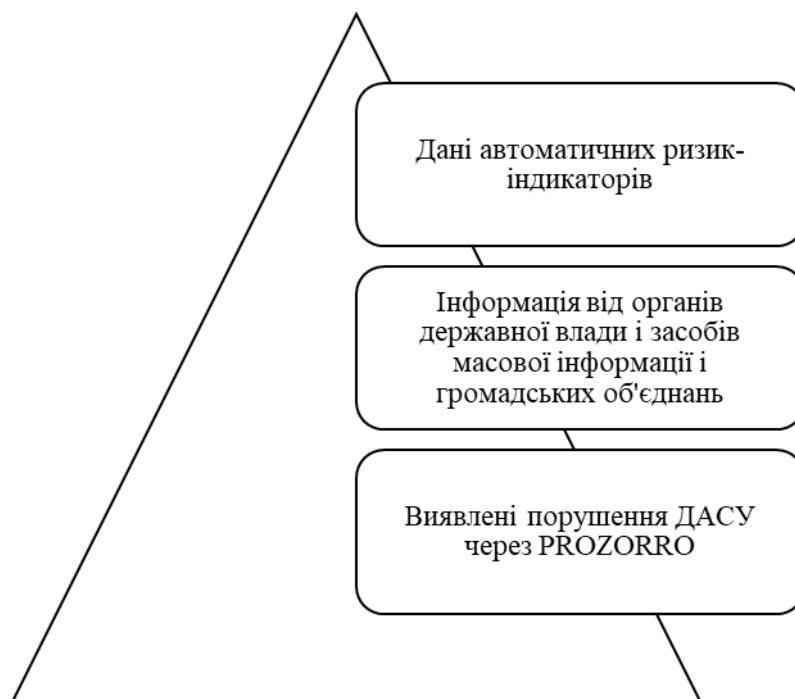 Дані автоматичних ризик-
індикаторів
Інформація від органів
державної влади і засобів
масової інформації і
громадських об'єднань
Виявлені порушення ДАСУ
через PROZORRO